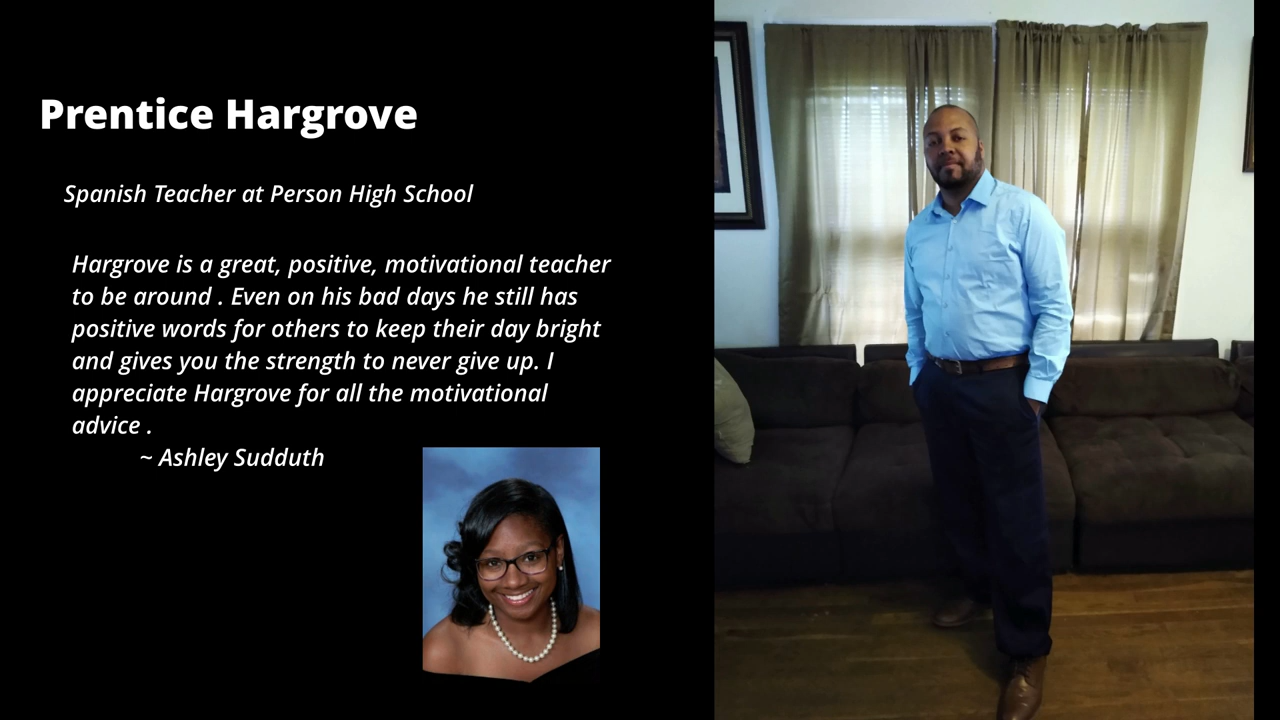 Prentice Hargrove
Spanish Teacher at Person High School
Hargrove is a great, positive, motivational teacher
to be around . Even on his bad days he still has
positive words for others to keep their day bright
and gives you the strength to never give up. I
appreciate Hargrove for all the motivational
advice .
~ Ashley Sudduth